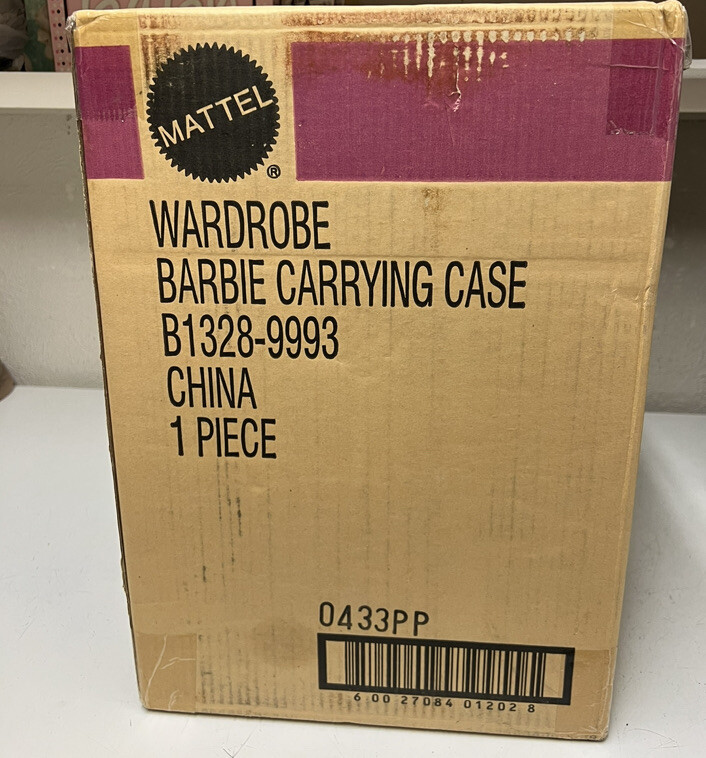 MATTEL
®
WARDROBE
BARBIE CARRYING CASE
B1328-9993
CHINA
1 PIECE
0433PP
6 00 27084 01202 8